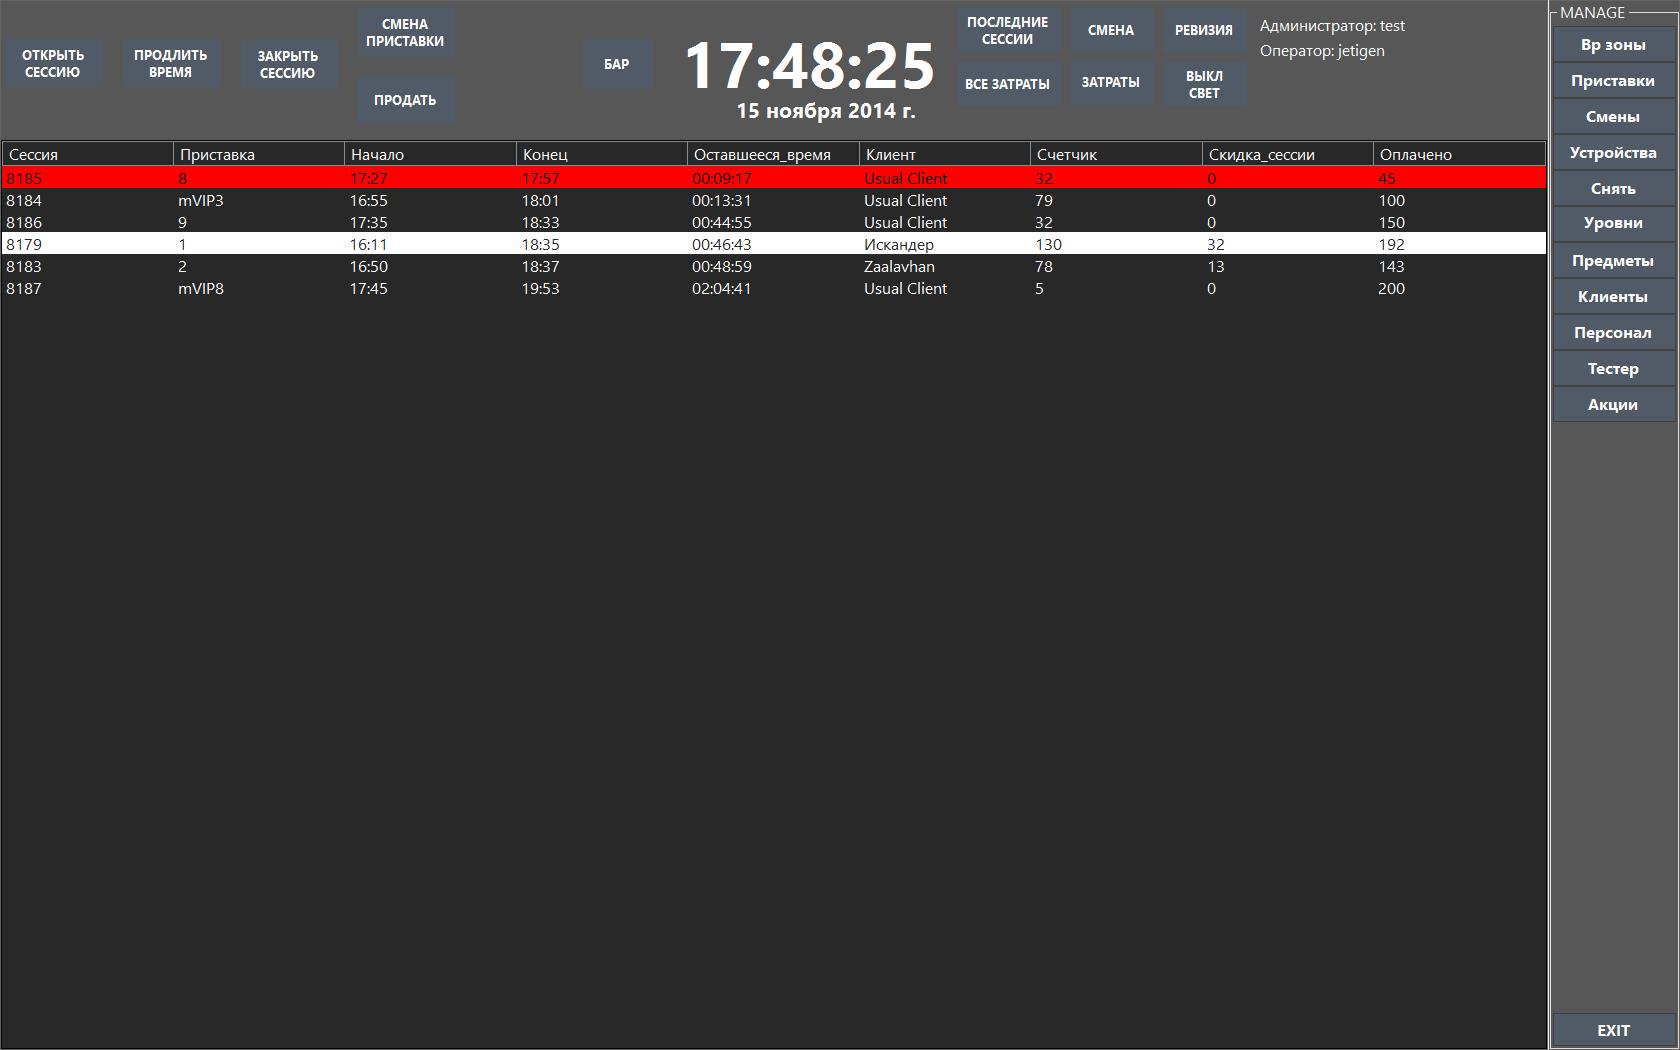 ОТКРЫТЬ
СЕССИЮ
ПРОДЛИТЬ
ВРЕМЯ
ЗАКРЫТЬ
СЕССИЮ
СМЕНА
ПРИСТАВКИ
ПРОДАТЬ
БАР
17:48:25
15 ноября 2014 г.
ПОСЛЕДНИЕ
СЕССИИ
СМЕНА
РЕВИЗИЯ
ВСЕ ЗАТРАТЫ
ЗАТРАТЫ
ВЫКЛ
СВЕТ
Администратор: test
Оператор: jetigen
Сессия Приставка Начало Конец Оставшееся_время Клиент Счетчик Скидка_сессии Оплачено
8185 8 17:27 17:57 00:09:17 Usual Client 32 0 45
8184 mVIP3 16:55 18:01 00:13:31 Usual Client 79 0 100
8186 9 17:35 18:33 00:44:55 Usual Client 32 0 150
8179 1 16:11 18:35 00:46:43 Искандер 130 32 192
8183 2 16:50 18:37 00:48:59 Zaalavhan 78 13 143
8187 mVIP8 17:45 19:53 02:04:41 Usual Client 5 0 200
MANAGE
Вр зоны
Приставки
Смены
Устройства
Снять
Уровни
Предметы
Клиенты
Персонал
Тестер
Акции
EXIT